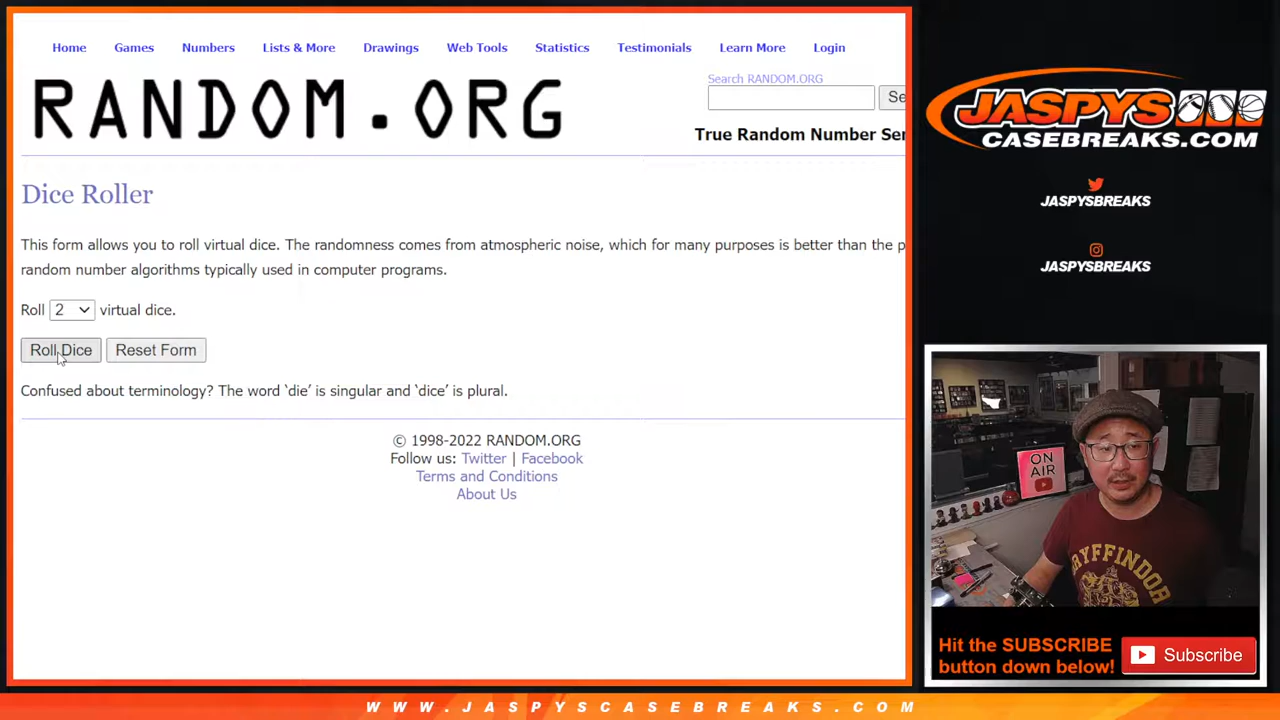 Home Games Numbers Lists & More Drawings Web Tools Statistics Testimonials Learn More Login
RANDOM.ORG
Search RANDOM.ORG
Se
True Random Number Ser
Dice Roller
This form allows you to roll virtual dice. The randomness comes from atmospheric noise, which for many purposes is better than the p
random number algorithms typically used in computer programs.
Roll 2 virtual dice.
Roll Dice Reset Form
Confused about terminology? The word ‘die’ is singular and ‘dice’ is plural.
© 1998-2022 RANDOM.ORG
Follow us: Twitter | Facebook
Terms and Conditions
About Us
JASPYS
CASEBREAKS.COM
JASPYSBREAKS
JASPYSBREAKS
ON
AIR
GRYFFINDOR
Hit the SUBSCRIBE
button down below!
Subscribe
WWW.JASPYSCASEBREAKS.COM